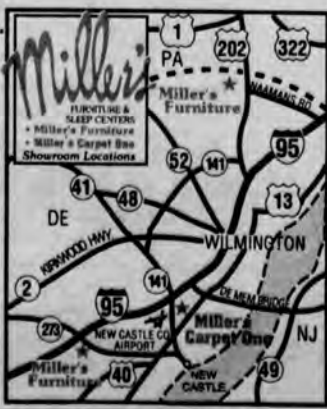 Miller's
FURNITURE &
SLEEP CENTERS
• Miller's Furniture
• Miller's Carpet One
Showroom Locations
1
202
322
PA
Miller's
Furniture
NAAMANS RD.
95
52
141
41
48
13
DE
WILMINGTON
KIRKWOOD HWY
2
141
95
DE MEM BRIDGE
273
NEW CASTLE CO.
AIRPORT
Miller's
Carpet One
NJ
Miller's
Furniture
40
NEW
CASTLE
49